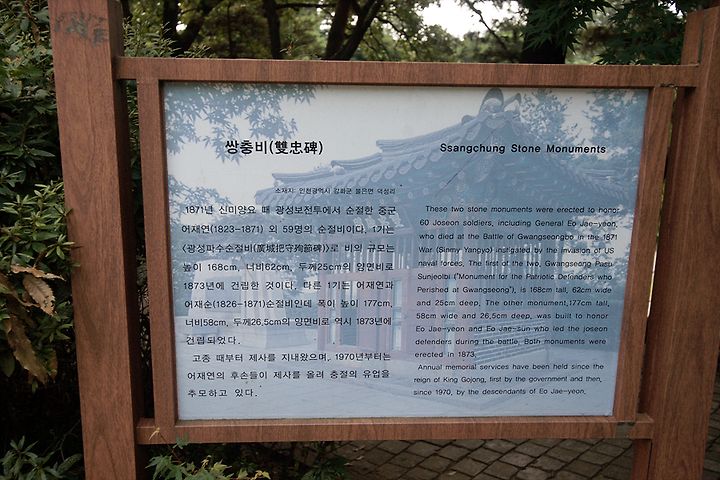 쌍충비(雙忠碑)
소재지: 인천광역시 강화군 불은면 덕성리
1871년 신미양요 때 광성보전투에서 순절한 중군
어재연(1823-1871) 외 59명의 순절비이다. 1기는
<광성파수순절비(廣城把守殉節碑)>로 비의 규모는
높이 168cm, 너비62cm, 두께25cm의 양면비로
1873년에 건립한 것이다. 다른 1기는 어재연과
어재순(1826-1871)순절비인데 폭이 높이 177cm,
너비58cm, 두께26.5cm의 양면비로 역시 1873년에
건립되었다.
고종 때부터 제사를 지내왔으며, 1970년부터는
어재연의 후손들이 제사를 올려 충절의 유업을
추모하고 있다.
Ssangchung Stone Monuments
These two stone monuments were erected to honor
60 Joseon soldiers, including General Eo Jae-yeon,
who died at the Battle of Gwangseongbo in the 1871
War (Sinmy Yangyo) instigated by the invasion of US
naval forces. The first of the two, Gwangseong Pasu
Sunjeolbi ("Monument for the Patriotic Defenders who
Perished at Gwangseong"), is 168cm tall, 62cm wide
and 25cm deep. The other monument,177cm tall,
58cm wide and 26.5cm deep, was built to honor
Eo Jae-yeon and Eo Jae-sun who led the joseon
defenders during the battle. Both monuments were
erected in 1873.
Annual memorial services have been held since the
reign of King Gojong, first by the government and then,
since 1970, by the descendants of Eo Jae-yeon.